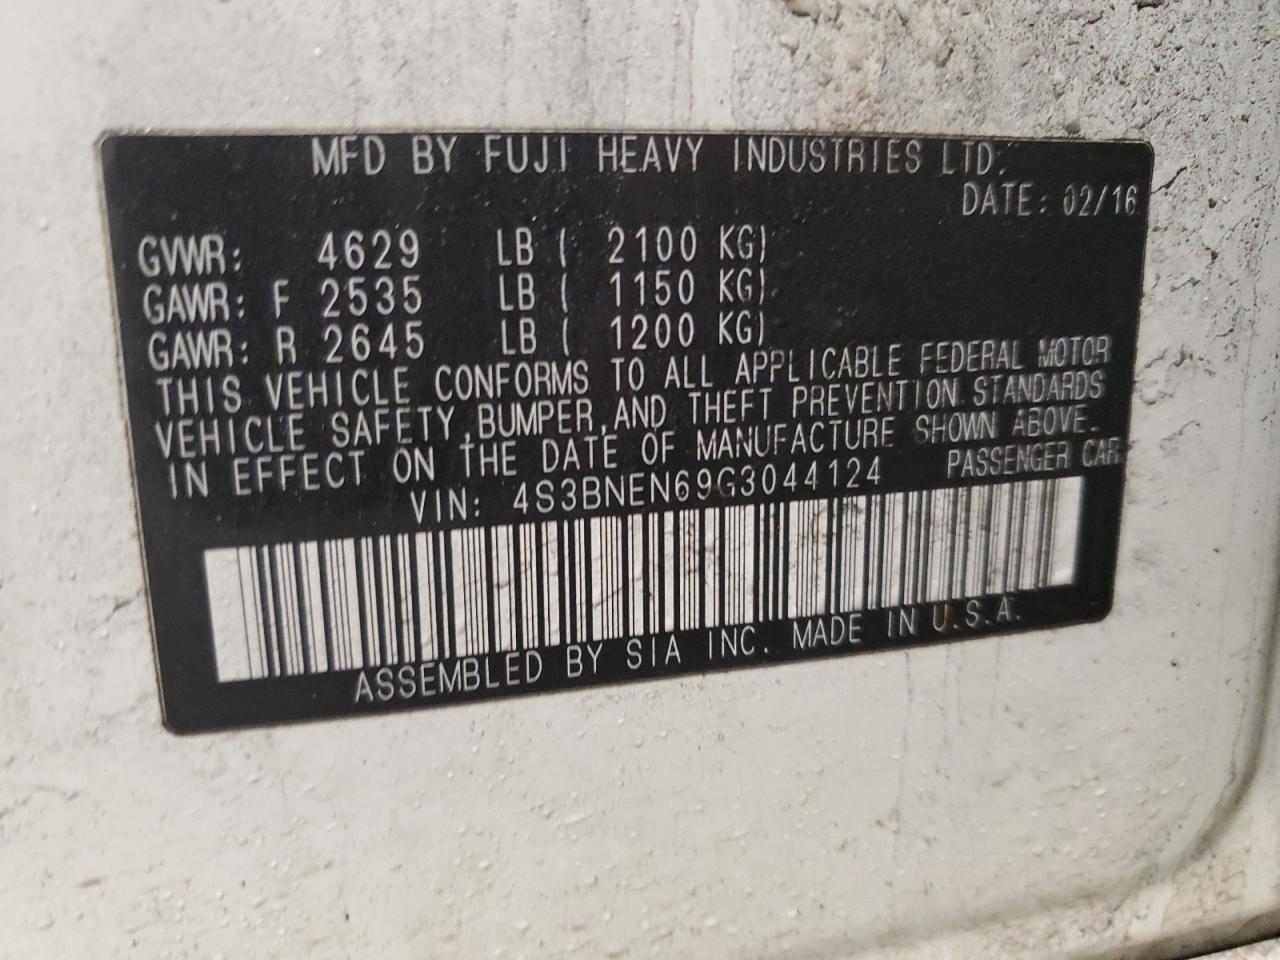 MFD BY FUJI HEAVY INDUSTRIES LTD.
DATE: 02/16
GVWR: 4629 LB ( 2100 KG)
GAWR: F 2535 LB ( 1150 KG)
GAWR: R 2645 LB ( 1200 KG)
THIS VEHICLE CONFORMS TO ALL APPLICABLE FEDERAL MOTOR
VEHICLE SAFETY,BUMPER,AND THEFT PREVENTION STANDARDS
IN EFFECT ON THE DATE OF MANUFACTURE SHOWN ABOVE.
VIN: 4S3BNEN69G3044124 PASSENGER CAR
ASSEMBLED BY SIA INC. MADE IN U.S.A.